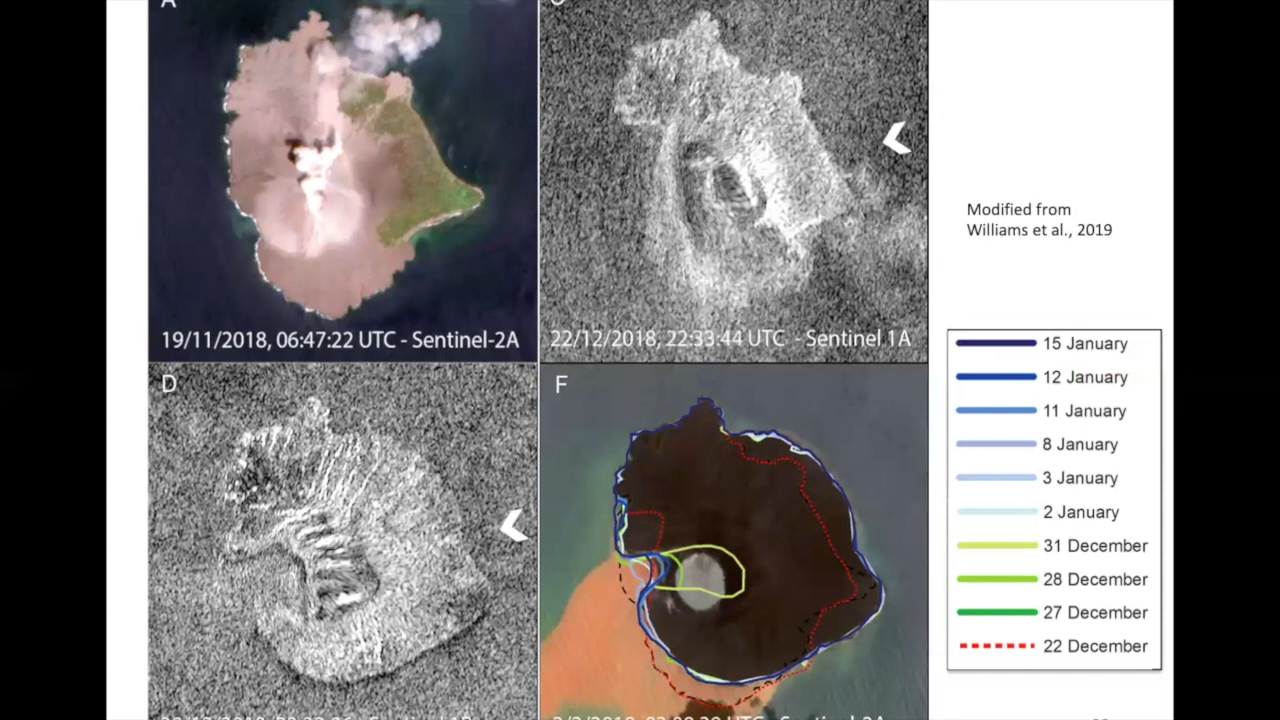 A
19/11/2018, 06:47:22 UTC - Sentinel-2A
22/12/2018, 22:33:44 UTC - Sentinel 1A
Modified from
Williams et al., 2019
D
F
15 January
12 January
11 January
8 January
3 January
2 January
31 December
28 December
27 December
22 December